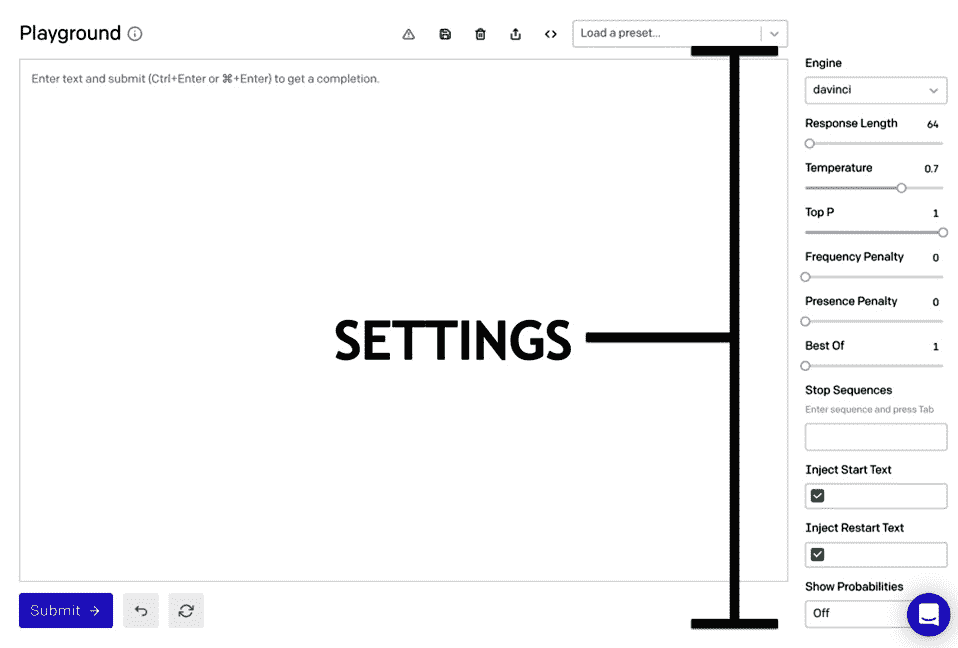 Playground
Load a preset...
Enter text and submit (Ctrl+Enter or ⌘+Enter) to get a completion.
SETTINGS
Engine
davinci
Response Length 64
Temperature 0.7
Top P 1
Frequency Penalty 0
Presence Penalty 0
Best Of 1
Stop Sequences
Enter sequence and press Tab
Inject Start Text
Inject Restart Text
Show Probabilities
Off
Submit →